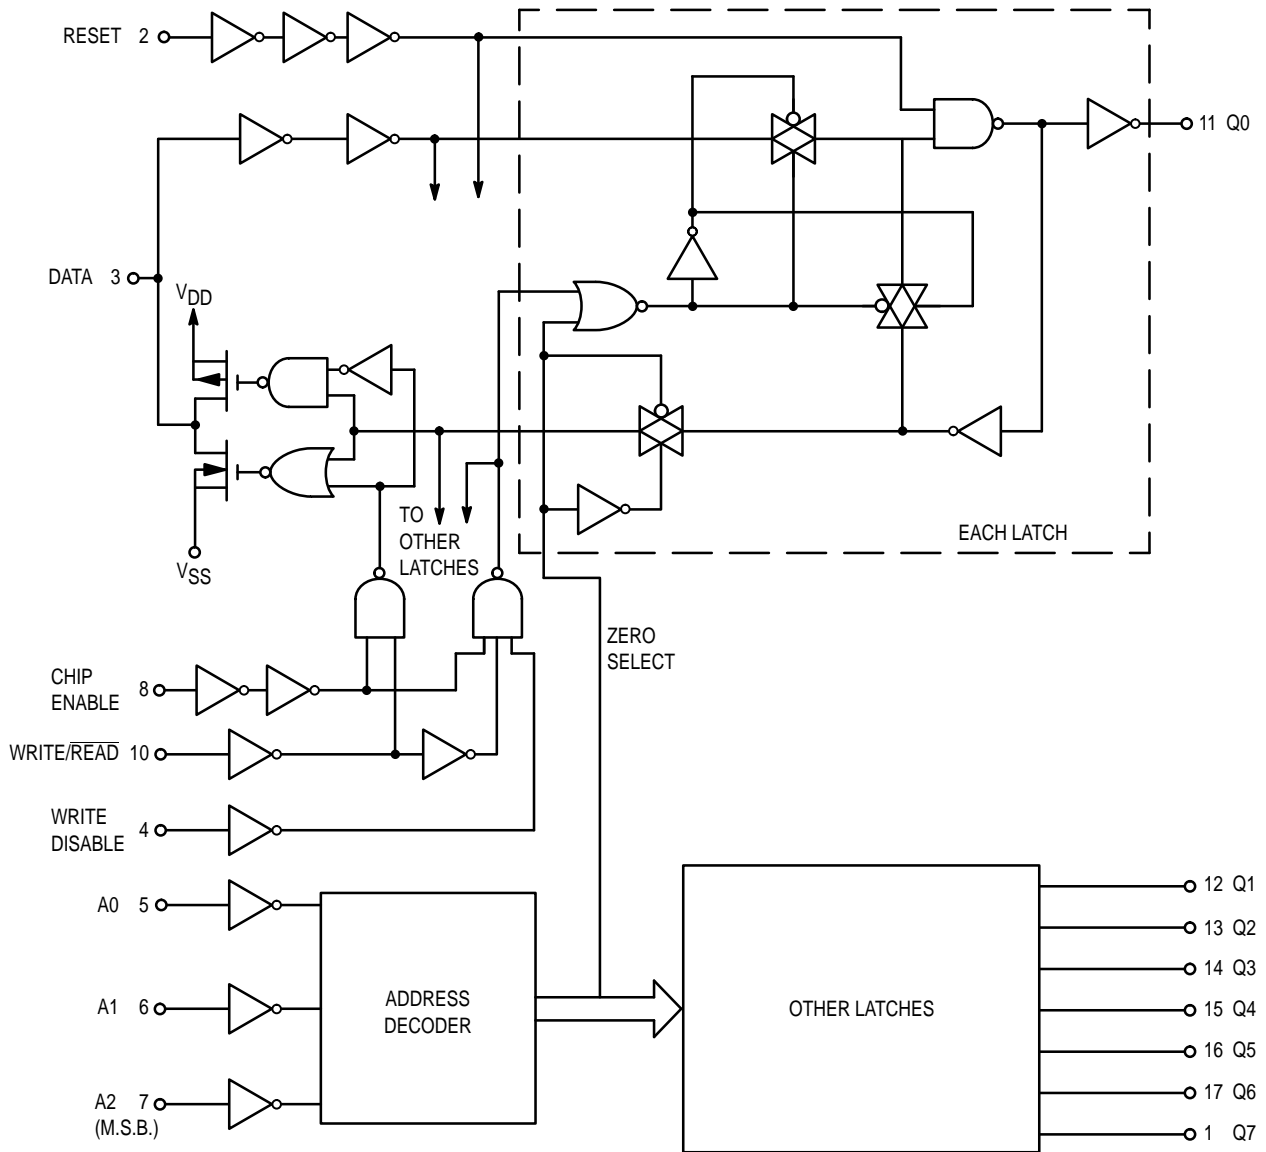 RESET 2
11 Q0
DATA 3
VDD
VSS
TO
OTHER
LATCHES
EACH LATCH
ZERO
SELECT
CHIP
ENABLE 8
WRITE/READ 10
WRITE
DISABLE 4
A0 5
A1 6
A2 7
(M.S.B.)
ADDRESS
DECODER
OTHER LATCHES
12 Q1
13 Q2
14 Q3
15 Q4
16 Q5
17 Q6
1 Q7